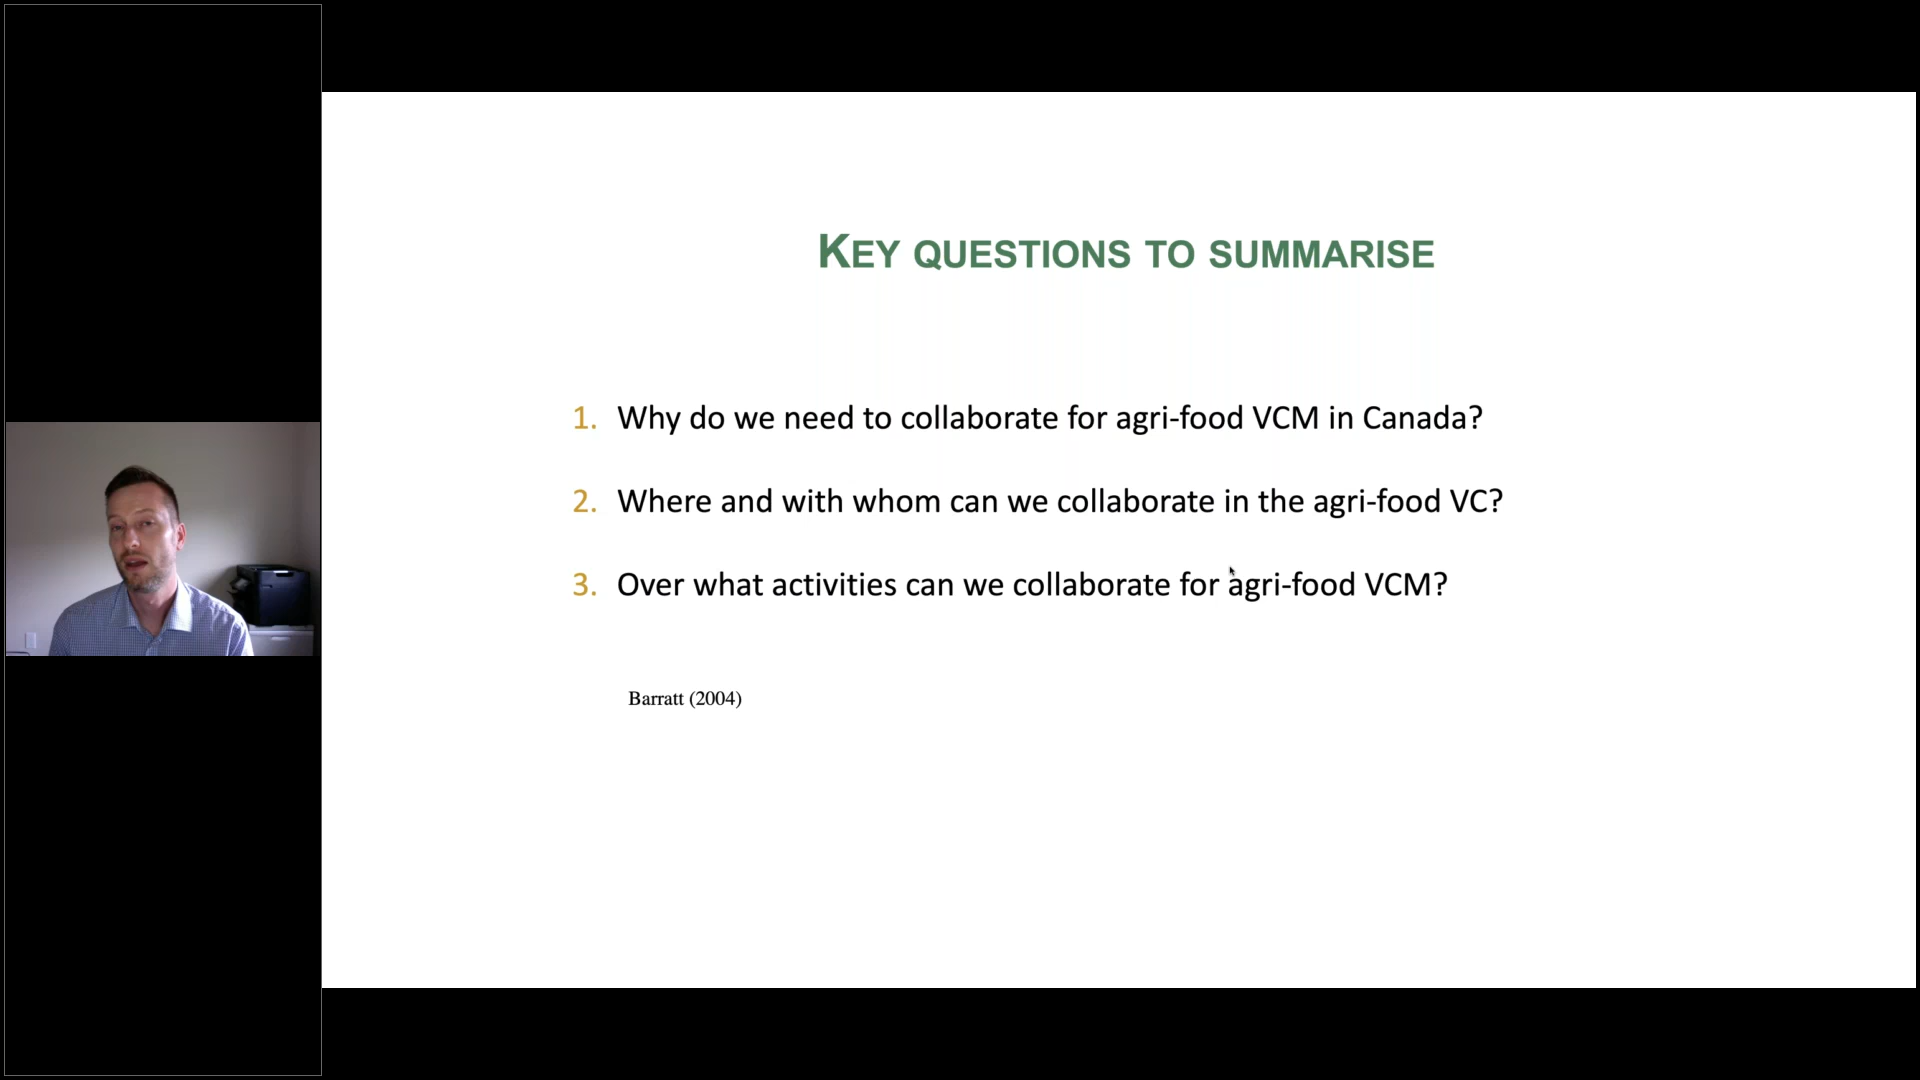 KEY QUESTIONS TO SUMMARISE
1. Why do we need to collaborate for agri-food VCM in Canada?
2. Where and with whom can we collaborate in the agri-food VC?
3. Over what activities can we collaborate for agri-food VCM?
Barratt (2004)